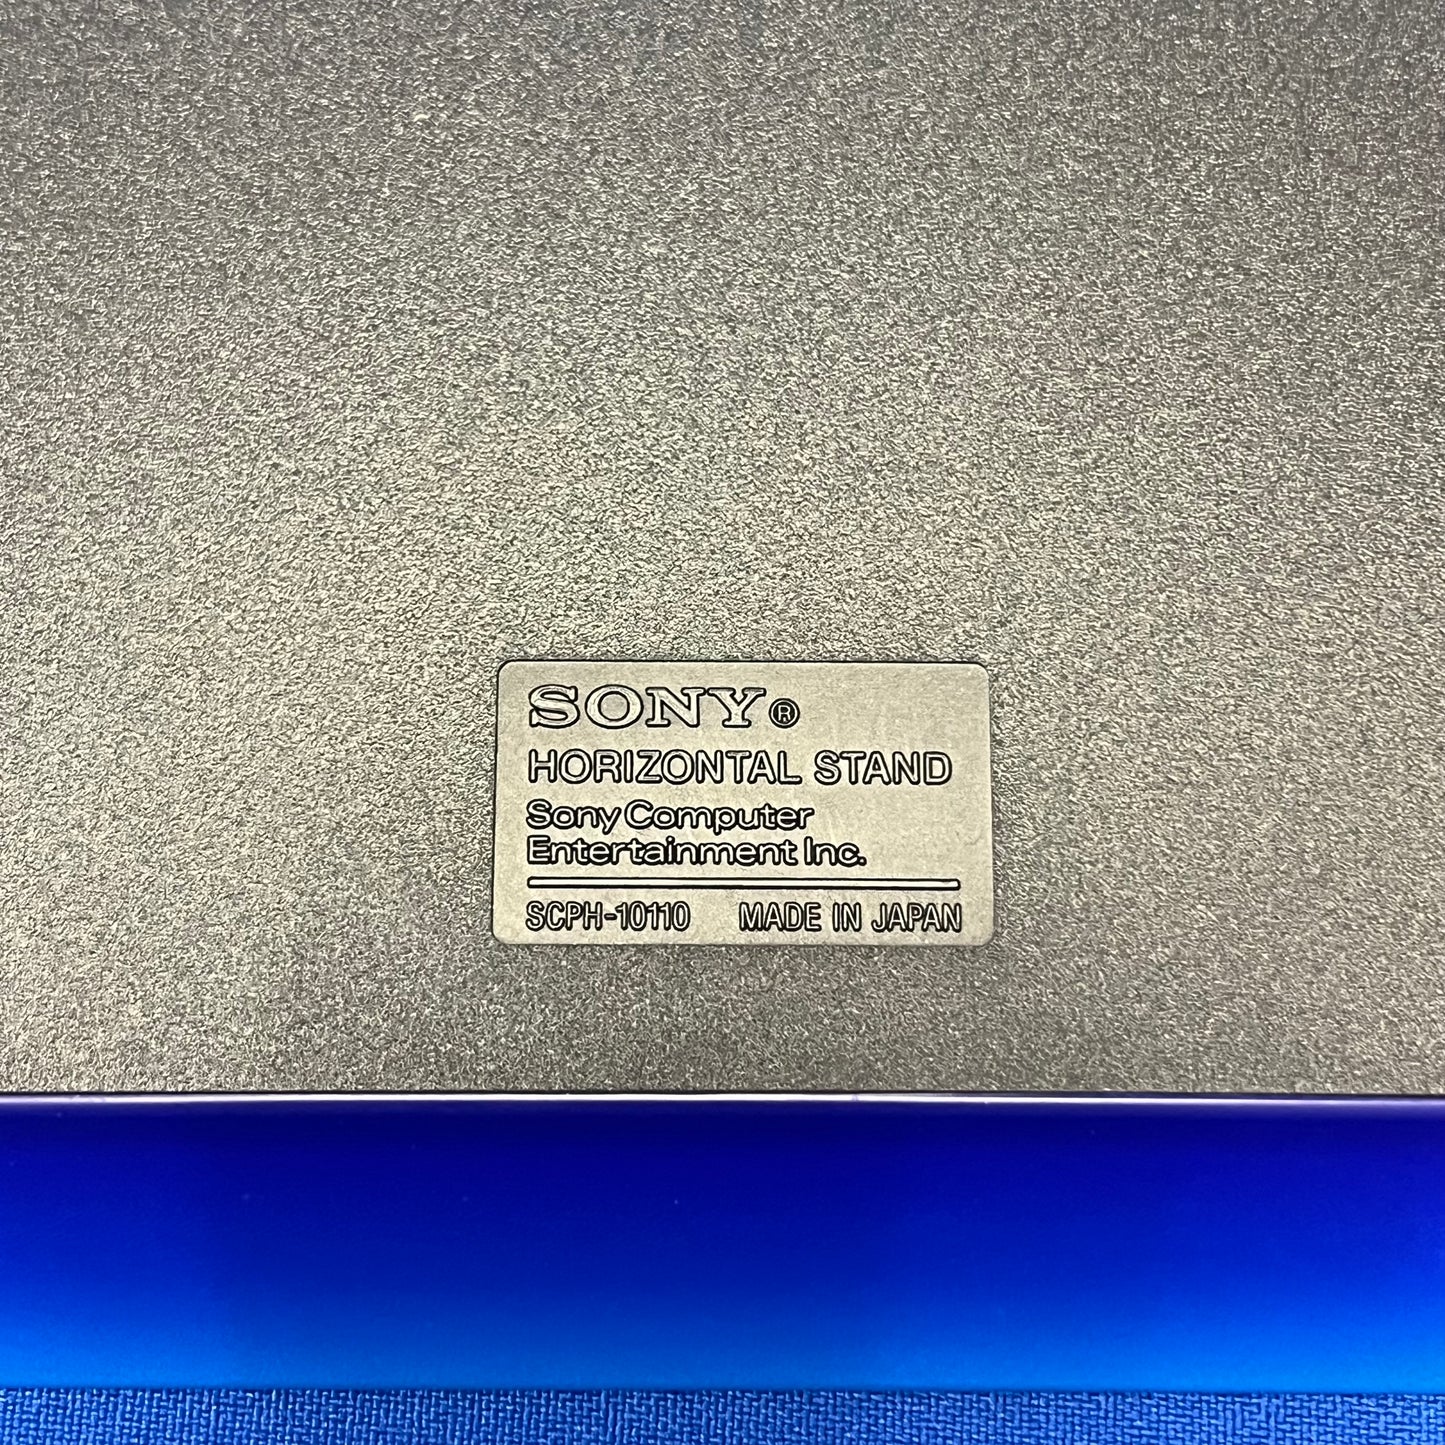 SONY®
HORIZONTAL STAND
Sony Computer
Entertainment Inc.
SCPH-10110 MADE IN JAPAN